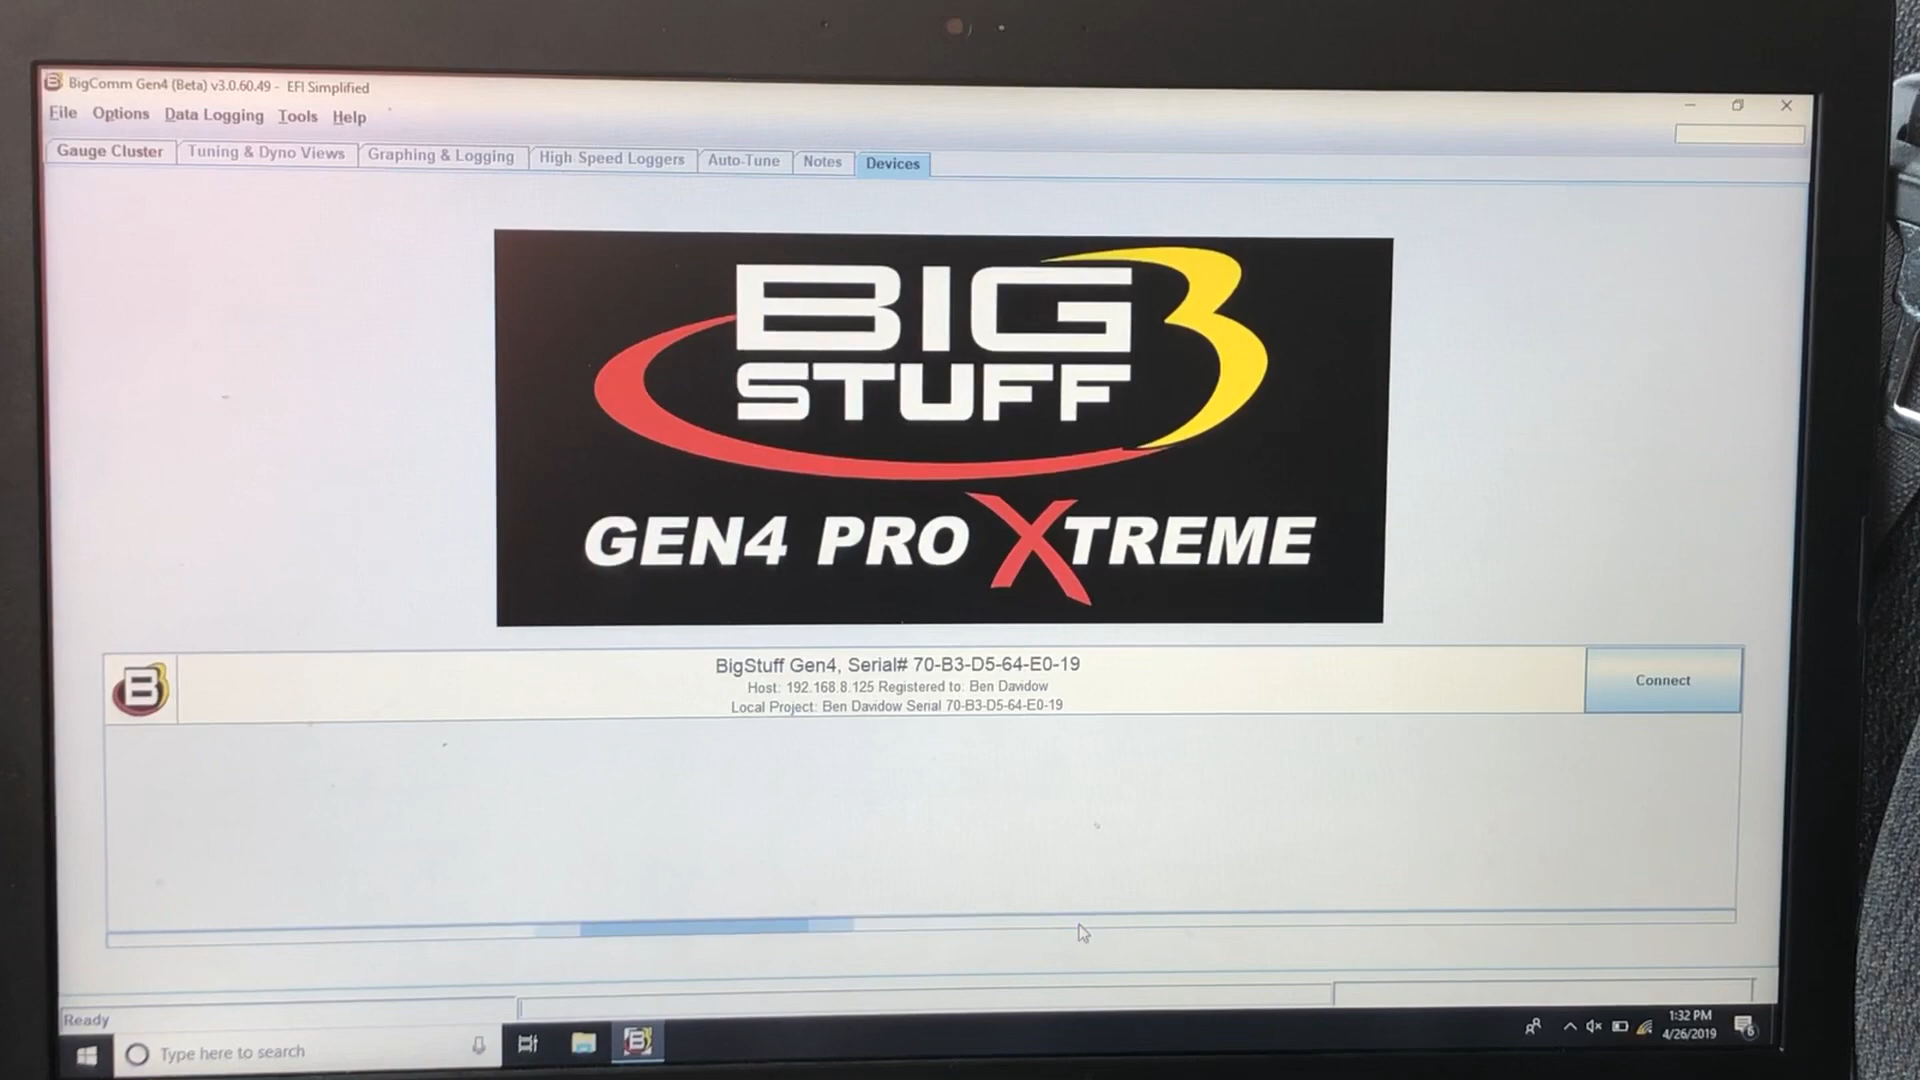 BigComm Gen4 (Beta) v3.0.60.49 - EFI Simplified
File Options Data Logging Tools Help
Gauge Cluster Tuning & Dyno Views Graphing & Logging High Speed Loggers Auto-Tune Notes Devices
BIG 3
STUFF
GEN4 PRO XTREME
B
BigStuff Gen4, Serial# 70-B3-D5-64-E0-19
Host: 192.168.8.125 Registered to: Ben Davidow
Local Project: Ben Davidow Serial 70-B3-D5-64-E0-19
Connect
Ready
Type here to search
B
1:32 PM
4/26/2019
6